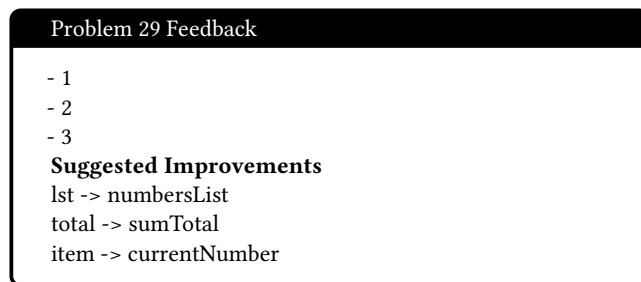 Problem 29 Feedback
- 1
- 2
- 3
Suggested Improvements
lst -> numbersList
total -> sumTotal
item -> currentNumber